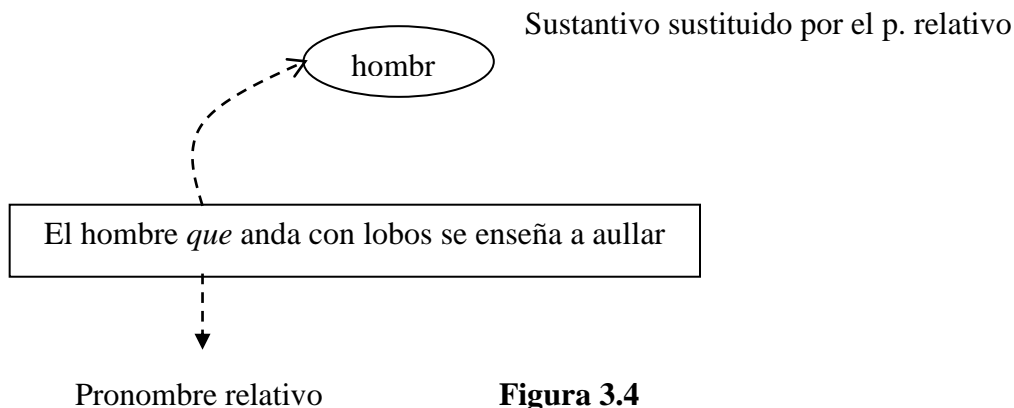 Sustantivo sustituido por el p. relativo
hombr
El hombre que anda con lobos se enseña a aullar
Pronombre relativo
Figura 3.4